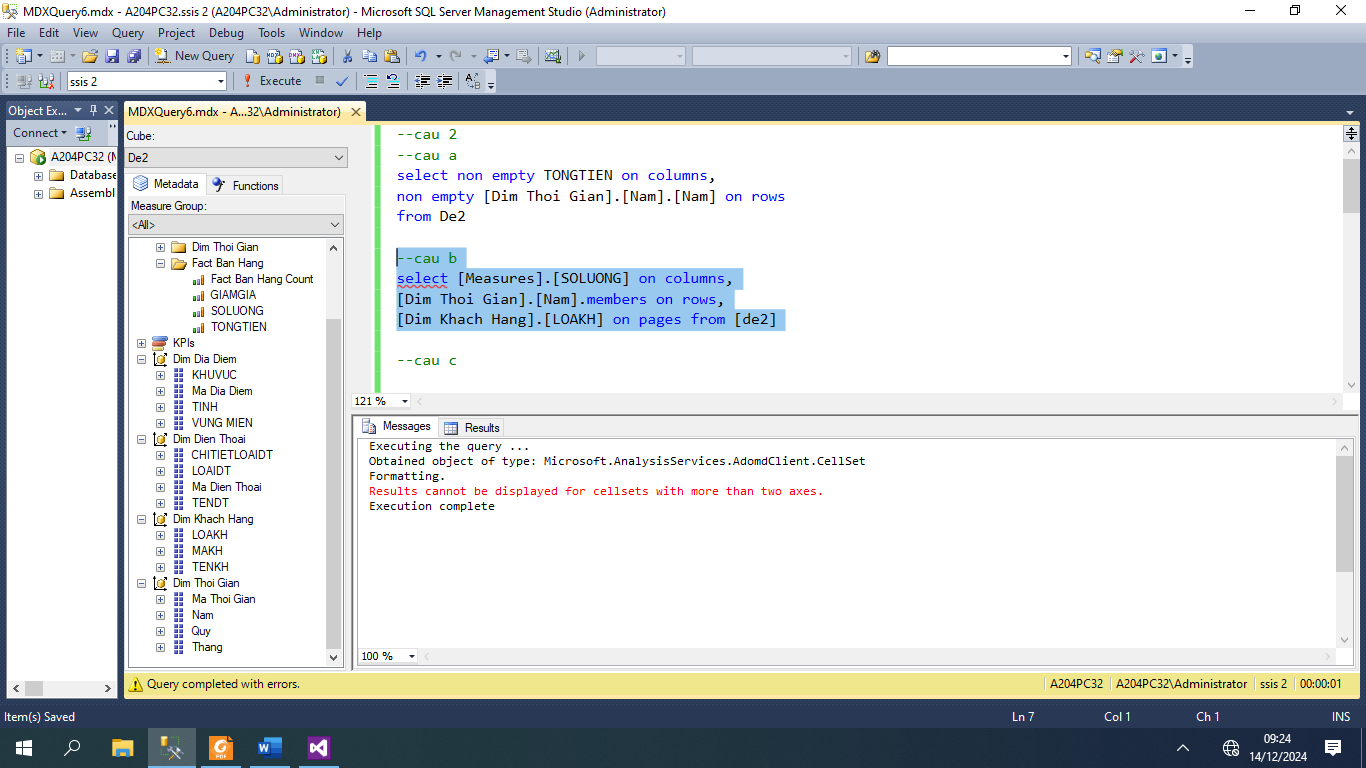 MDXQuery6.mdx - A204PC32.ssis 2 (A204PC32\Administrator) - Microsoft SQL Server Management Studio (Administrator)
File Edit View Query Project Debug Tools Window Help
New Query
ssis 2
Execute
Object Ex...
MDXQuery6.mdx - A...32\Administrator)
Connect
A204PC32 (M
Database
Assembl
Cube:
De2
Metadata
Functions
Measure Group:
<All>
Dim Thoi Gian
Fact Ban Hang
Fact Ban Hang Count
GIAMGIA
SOLUONG
TONGTIEN
KPIs
Dim Dia Diem
KHUVUC
Ma Dia Diem
TINH
VUNG MIEN
Dim Dien Thoai
CHITIETLOAIDT
LOAIDT
Ma Dien Thoai
TENDT
Dim Khach Hang
LOAKH
MAKH
TENKH
Dim Thoi Gian
Ma Thoi Gian
Nam
Quy
Thang
--cau 2
--cau a
select non empty TONGTIEN on columns,
non empty [Dim Thoi Gian].[Nam].[Nam] on rows
from De2
--cau b
select [Measures].[SOLUONG] on columns,
[Dim Thoi Gian].[Nam].members on rows,
[Dim Khach Hang].[LOAKH] on pages from [de2]
--cau c
121 %
Messages
Results
Executing the query ...
Obtained object of type: Microsoft.AnalysisServices.AdomdClient.CellSet
Formatting.
Results cannot be displayed for cellsets with more than two axes.
Execution complete
100 %
Query completed with errors.
A204PC32
A204PC32\Administrator
ssis 2
00:00:01
Item(s) Saved
Ln 7
Col 1
Ch 1
INS
09:24
14/12/2024